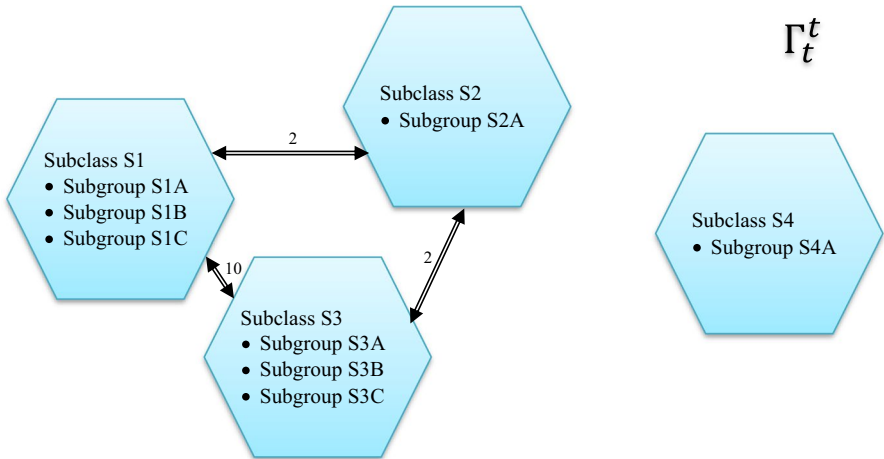 Γₜᵗ
Subclass S2
• Subgroup S2A
2
Subclass S1
• Subgroup S1A
• Subgroup S1B
• Subgroup S1C
Subclass S4
• Subgroup S4A
10
2
Subclass S3
• Subgroup S3A
• Subgroup S3B
• Subgroup S3C